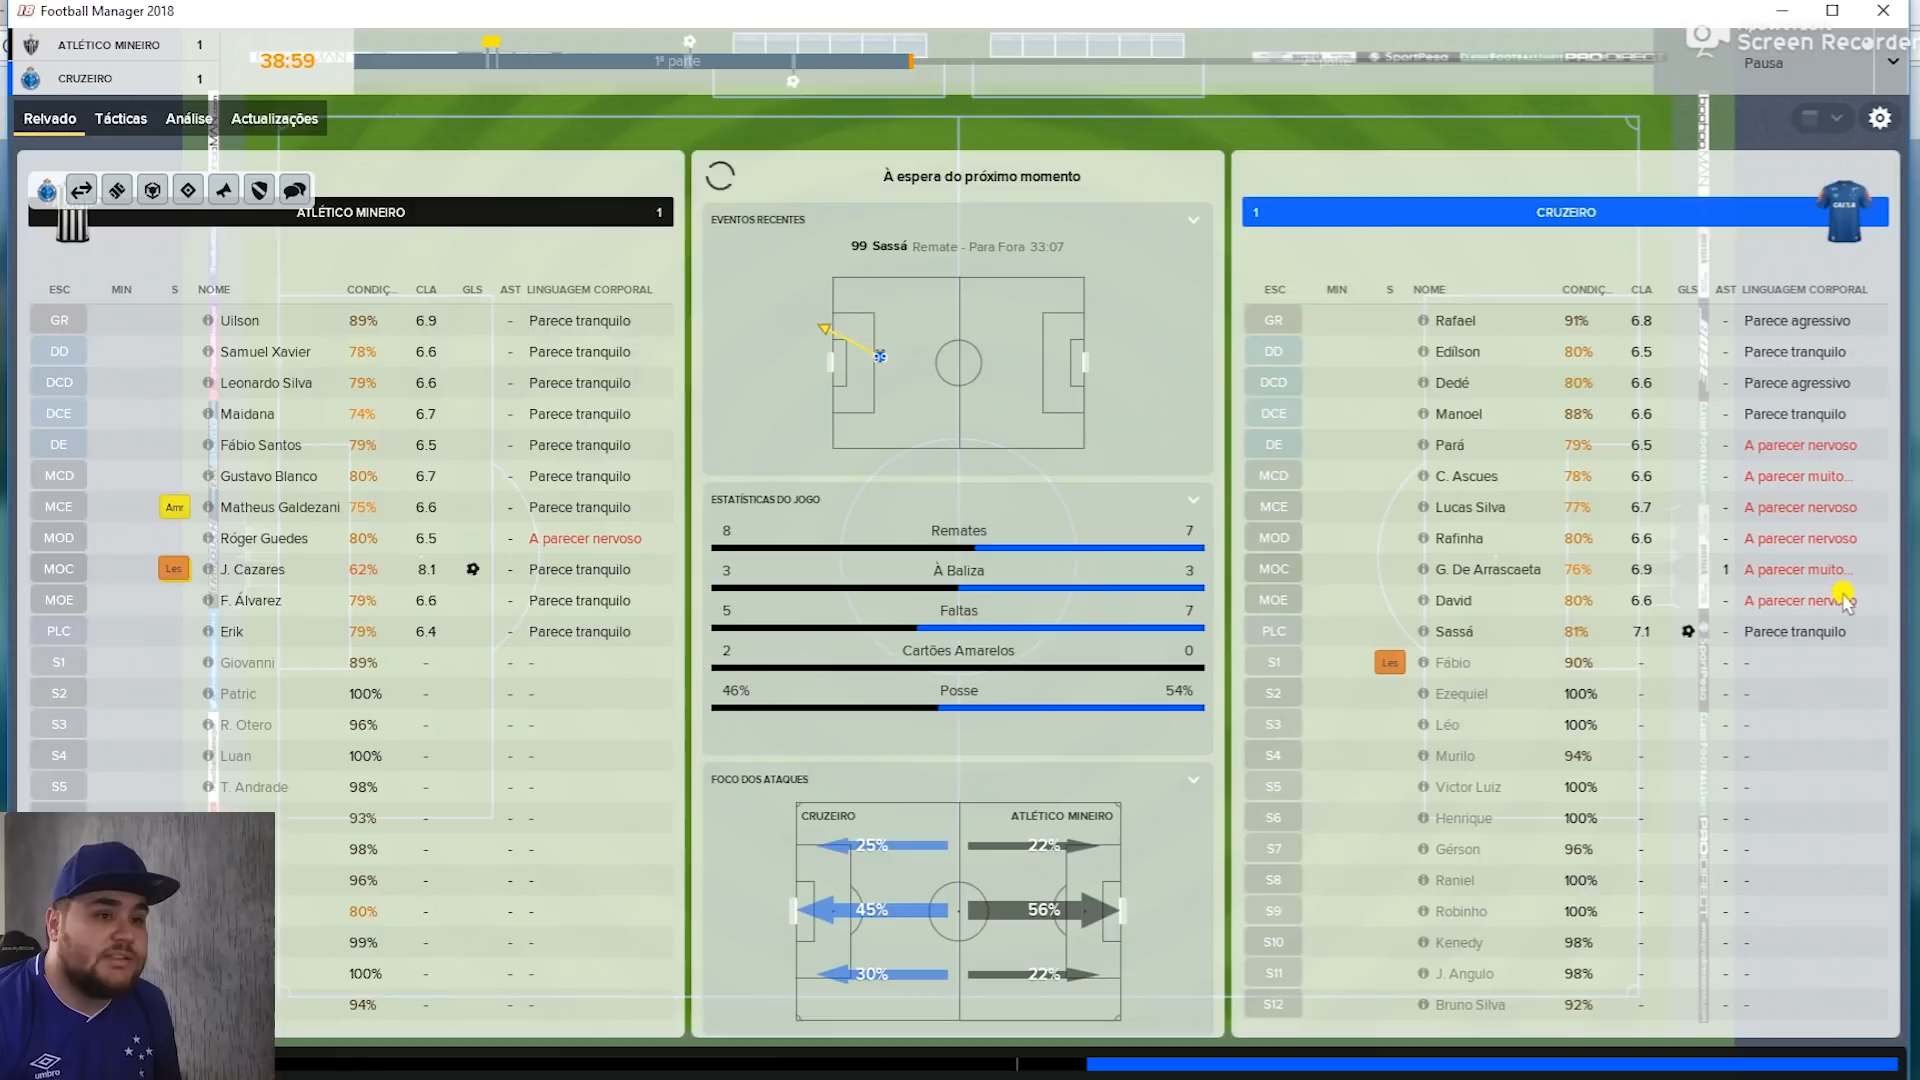 Football Manager 2018
ATLÉTICO MINEIRO 1
CRUZEIRO 1
38:59
1ª parte
SportPesa
PRO:DIRECT
Screen Recorder
Pausa
Relvado Tácticas Análise Actualizações
ATLÉTICO MINEIRO 1
ESC MIN S NOME CONDIÇ... CLA GLS AST LINGUAGEM CORPORAL
GR Uilson 89% 6.9 - Parece tranquilo
DD Samuel Xavier 78% 6.6 - Parece tranquilo
DCD Leonardo Silva 79% 6.6 - Parece tranquilo
DCE Maidana 74% 6.7 - Parece tranquilo
DE Fábio Santos 79% 6.5 - Parece tranquilo
MCD Gustavo Blanco 80% 6.7 - Parece tranquilo
MCE Amr Matheus Galdezani 75% 6.6 - Parece tranquilo
MOD Róger Guedes 80% 6.5 - A parecer nervoso
MOC Les J. Cazares 62% 8.1 - Parece tranquilo
MOE F. Álvarez 79% 6.6 - Parece tranquilo
PLC Erik 79% 6.4 - Parece tranquilo
S1 Giovanni 89% - - -
S2 Patric 100% - - -
S3 R. Otero 96% - - -
S4 Luan 100% - - -
S5 T. Andrade 98% - - -
93% - - -
98% - - -
96% - - -
80% - - -
99% - - -
100% - - -
94% - - -
À espera do próximo momento
EVENTOS RECENTES
99 Sassá Remate - Para Fora 33:07
99
ESTATÍSTICAS DO JOGO
8 Remates 7
3 À Baliza 3
5 Faltas 7
2 Cartões Amarelos 0
46% Posse 54%
FOCO DOS ATAQUES
CRUZEIRO ATLÉTICO MINEIRO
25% 22%
45% 56%
30% 22%
1 CRUZEIRO
CAIXA
ESC MIN S NOME CONDIÇ... CLA GLS AST LINGUAGEM CORPORAL
GR Rafael 91% 6.8 - Parece agressivo
DD Edílson 80% 6.5 - Parece tranquilo
DCD Dedé 80% 6.6 - Parece agressivo
DCE Manoel 88% 6.6 - Parece tranquilo
DE Pará 79% 6.5 - A parecer nervoso
MCD C. Ascues 78% 6.6 - A parecer muito...
MCE Lucas Silva 77% 6.7 - A parecer nervoso
MOD Rafinha 80% 6.6 - A parecer nervoso
MOC G. De Arrascaeta 76% 6.9 1 A parecer muito...
MOE David 80% 6.6 - A parecer nervoso
PLC Sassá 81% 7.1 - Parece tranquilo
S1 Les Fábio 90% - - -
S2 Ezequiel 100% - - -
S3 Léo 100% - - -
S4 Murilo 94% - - -
S5 Victor Luiz 100% - - -
S6 Henrique 100% - - -
S7 Gérson 96% - - -
S8 Raniel 100% - - -
S9 Robinho 100% - - -
S10 Kenedy 98% - - -
S11 J. Angulo 98% - - -
S12 Bruno Silva 92% - - -
umbro